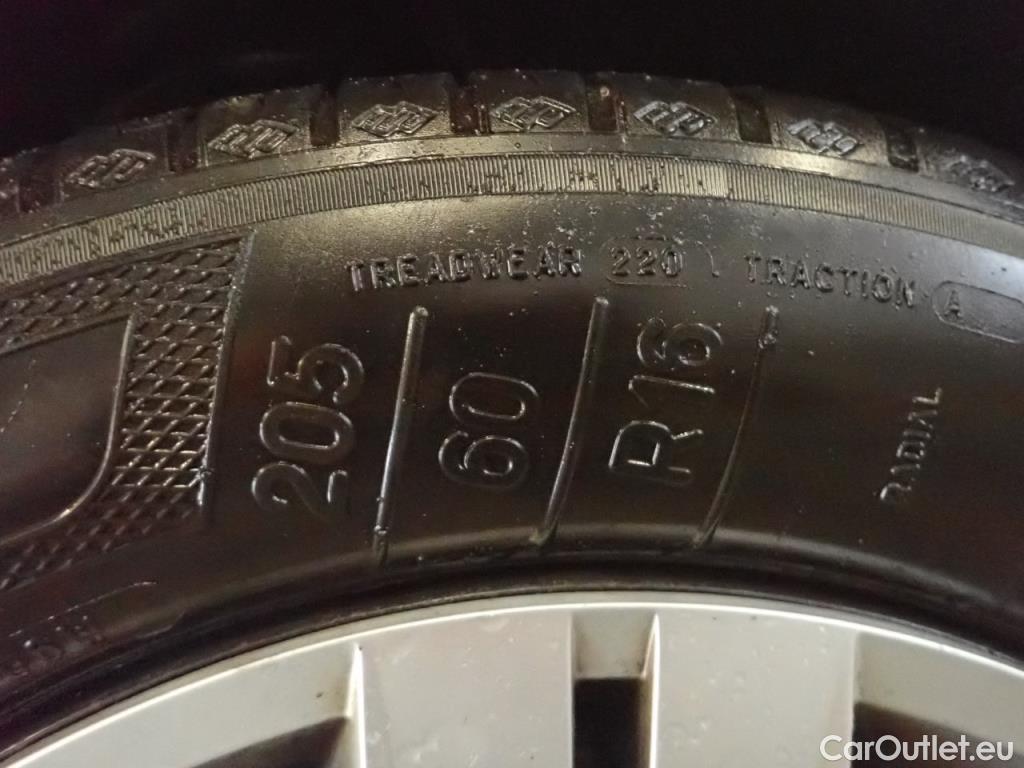 TREADWEAR 220 TRACTION A
205 60 R16
RADIAL
CarOutlet.eu